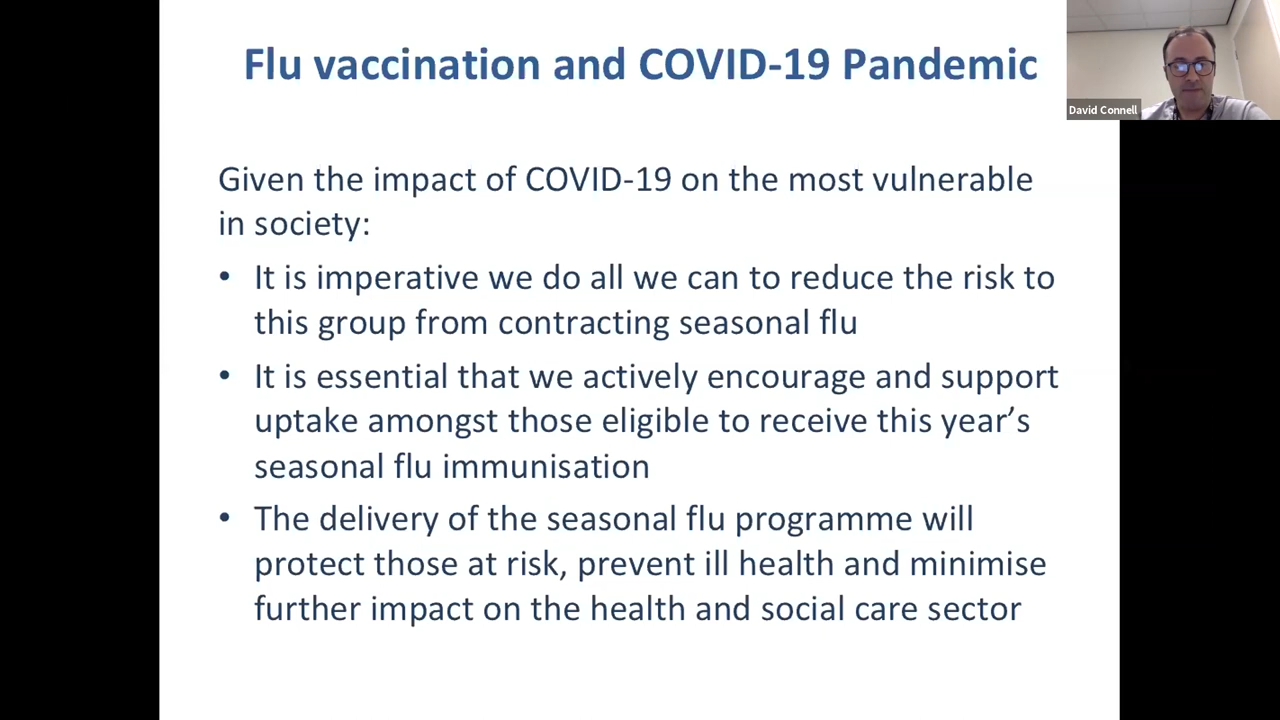 Flu vaccination and COVID-19 Pandemic
David Connell
Given the impact of COVID-19 on the most vulnerable
in society:
• It is imperative we do all we can to reduce the risk to
this group from contracting seasonal flu
• It is essential that we actively encourage and support
uptake amongst those eligible to receive this year’s
seasonal flu immunisation
• The delivery of the seasonal flu programme will
protect those at risk, prevent ill health and minimise
further impact on the health and social care sector